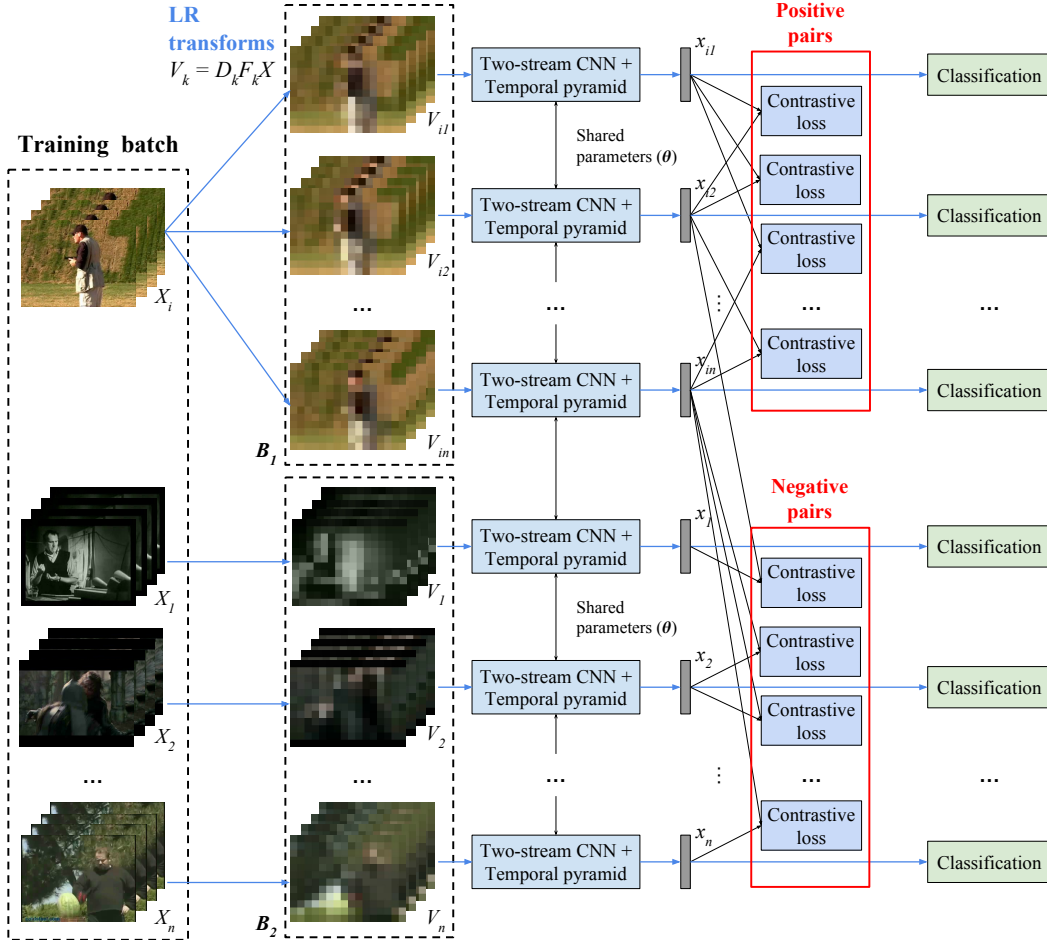 LR
transforms
V_k = D_k F_k X
Training batch
X_i
V_i1
V_i2
...
V_in
B_1
Two-stream CNN +
Temporal pyramid
Shared
parameters (θ)
Two-stream CNN +
Temporal pyramid
...
Two-stream CNN +
Temporal pyramid
x_i1
x_i2
⋮
x_in
Positive
pairs
Contrastive
loss
Contrastive
loss
Contrastive
loss
...
Contrastive
loss
Classification
Classification
...
Classification
X_1
X_2
...
X_n
V_1
V_2
...
V_n
B_2
Two-stream CNN +
Temporal pyramid
Shared
parameters (θ)
Two-stream CNN +
Temporal pyramid
...
Two-stream CNN +
Temporal pyramid
x_1
x_2
⋮
x_n
Negative
pairs
Contrastive
loss
Contrastive
loss
Contrastive
loss
...
Contrastive
loss
Classification
Classification
...
Classification